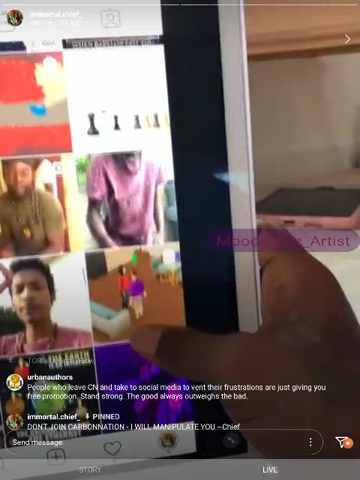 immortal.chief_
Mood
z_Artist
urbanauthors
People who leave CN and take to social media to vent their frustrations are just giving you
free promotion. Stand strong. The good always outweighs the bad.
immortal.chief_ PINNED
DONT JOIN CARBONNATION - I WILL MANIPULATE YOU ~Chief
Send message
STORY
LIVE